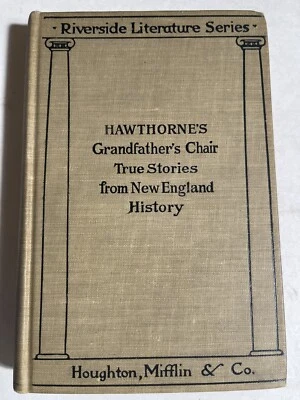 · Riverside Literature Series ·
HAWTHORNE'S
Grandfather's Chair
True Stories
from New England
History
Houghton, Mifflin & Co.